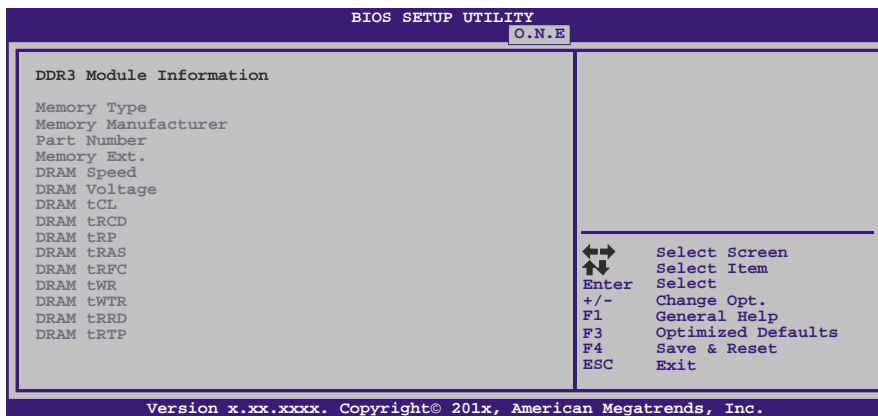 BIOS SETUP UTILITY
O.N.E
DDR3 Module Information
Memory Type
Memory Manufacturer
Part Number
Memory Ext.
DRAM Speed
DRAM Voltage
DRAM tCL
DRAM tRCD
DRAM tRP
DRAM tRAS
DRAM tRFC
DRAM tWR
DRAM tWTR
DRAM tRRD
DRAM tRTP
Select Screen
Select Item
Enter Select
+/- Change Opt.
F1 General Help
F3 Optimized Defaults
F4 Save & Reset
ESC Exit
Version x.xx.xxxx. Copyright© 201x, American Megatrends, Inc.